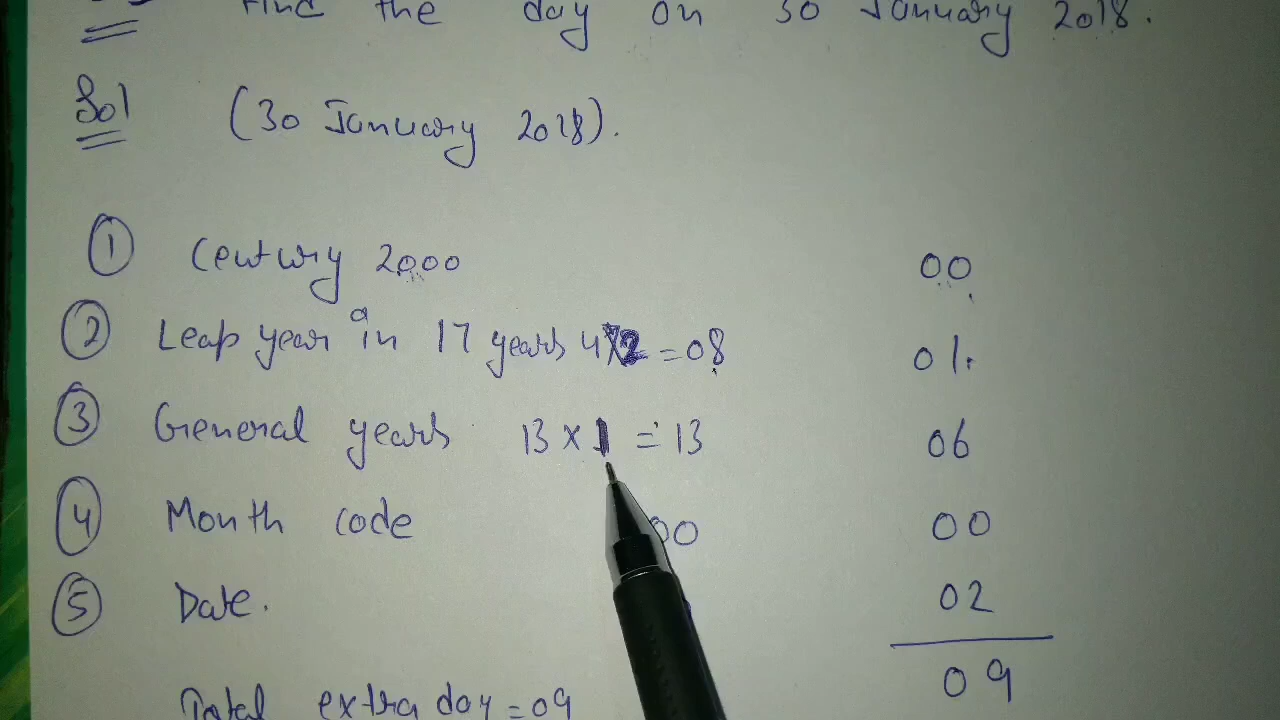 Find the day on 30 January 2018.
Sol (30 January 2018).
1 Century 2000 00
2 Leap year in 17 years 4x2 = 08 01.
3 General years 13 x 1 = 13 06
4 Month code 00 00
5 Date. 02
09
Total extra day = 09